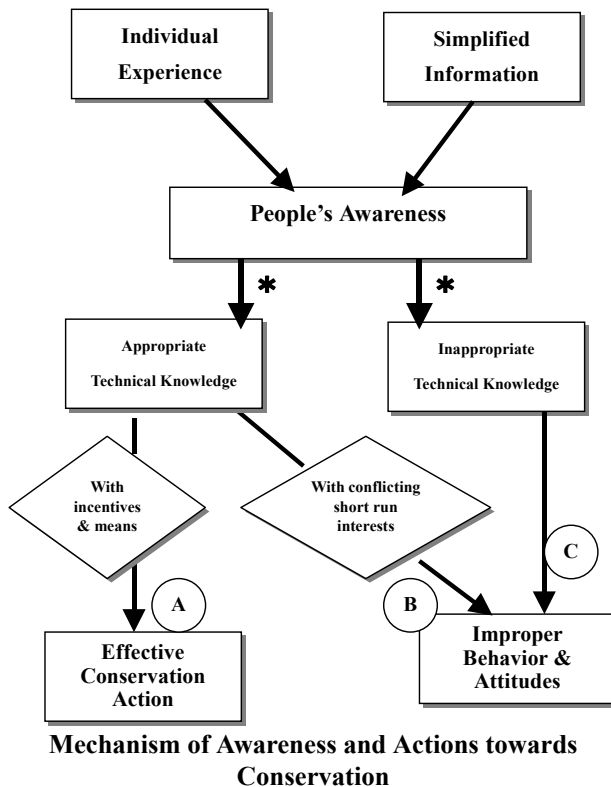 Individual
Experience
Simplified
Information
People’s Awareness
*
*
Appropriate
Technical Knowledge
Inappropriate
Technical Knowledge
With
incentives
& means
With conflicting
short run
interests
A
B
C
Effective
Conservation
Action
Improper
Behavior &
Attitudes
Mechanism of Awareness and Actions towards
Conservation